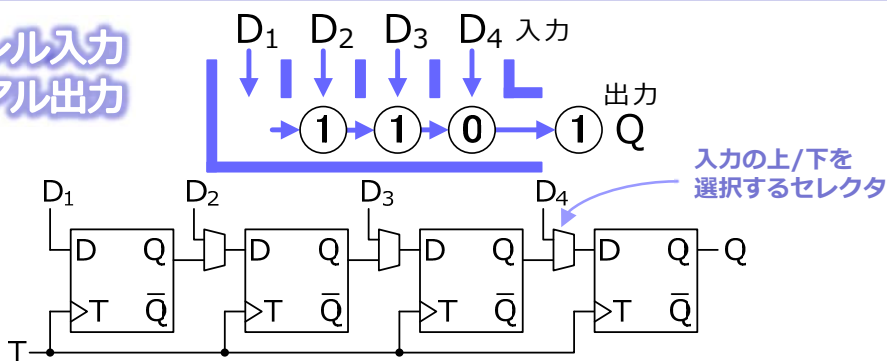 ル入力
アル出力
D1 D2 D3 D4 入力
出力
1 1 0 1 Q
入力の上/下を
選択するセレクタ
D1 D2 D3 D4
D Q D Q D Q D Q Q
T Q̅ T Q̅ T Q̅ T Q̅
T